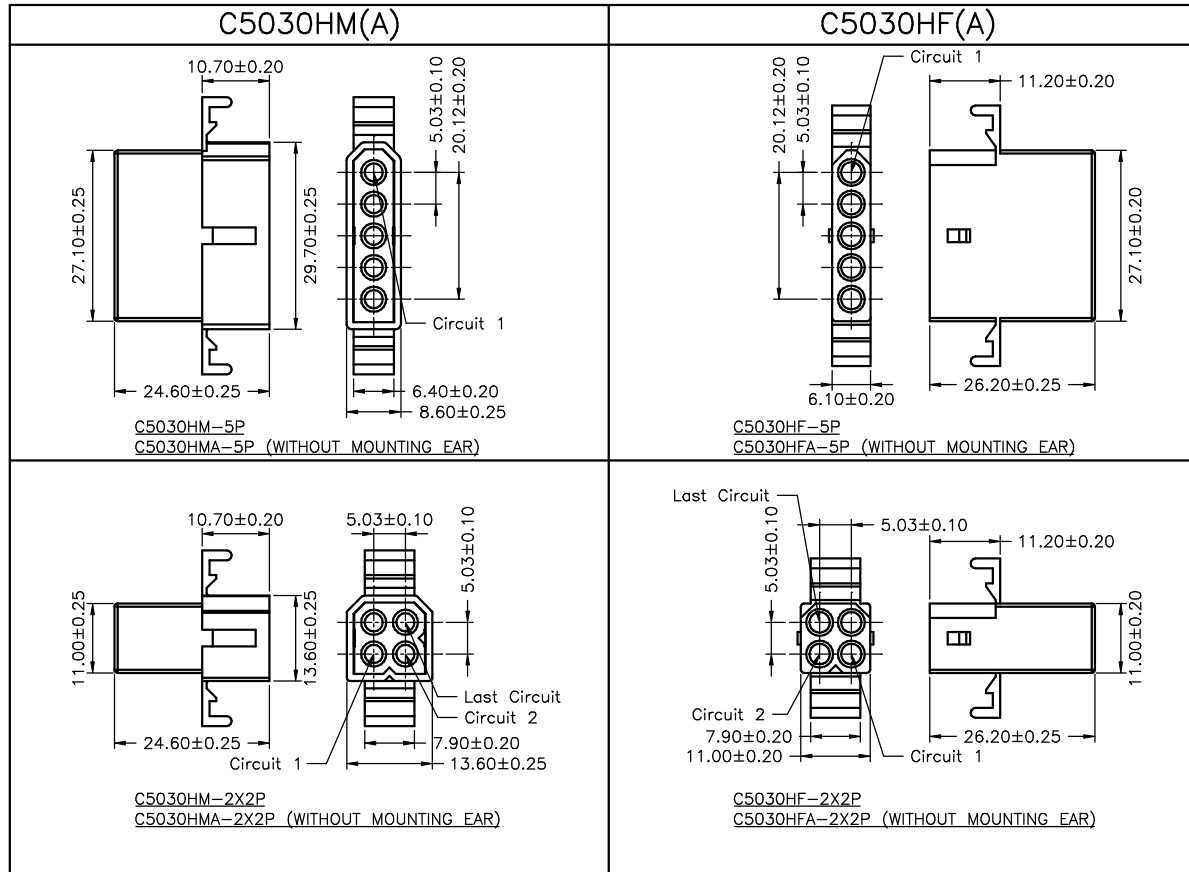 C5030HM(A)
C5030HF(A)
10.70±0.20
27.10±0.25
29.70±0.25
24.60±0.25
5.03±0.10
20.12±0.20
Circuit 1
6.40±0.20
8.60±0.25
C5030HM-5P
C5030HMA-5P (WITHOUT MOUNTING EAR)
Circuit 1
20.12±0.20
5.03±0.10
6.10±0.20
11.20±0.20
27.10±0.20
26.20±0.25
C5030HF-5P
C5030HFA-5P (WITHOUT MOUNTING EAR)
10.70±0.20
11.00±0.25
13.60±0.25
24.60±0.25
5.03±0.10
5.03±0.10
Last Circuit
Circuit 2
7.90±0.20
Circuit 1
13.60±0.25
C5030HM-2X2P
C5030HMA-2X2P (WITHOUT MOUNTING EAR)
Last Circuit
5.03±0.10
5.03±0.10
Circuit 2
7.90±0.20
11.00±0.20
Circuit 1
11.20±0.20
11.00±0.20
26.20±0.25
C5030HF-2X2P
C5030HFA-2X2P (WITHOUT MOUNTING EAR)